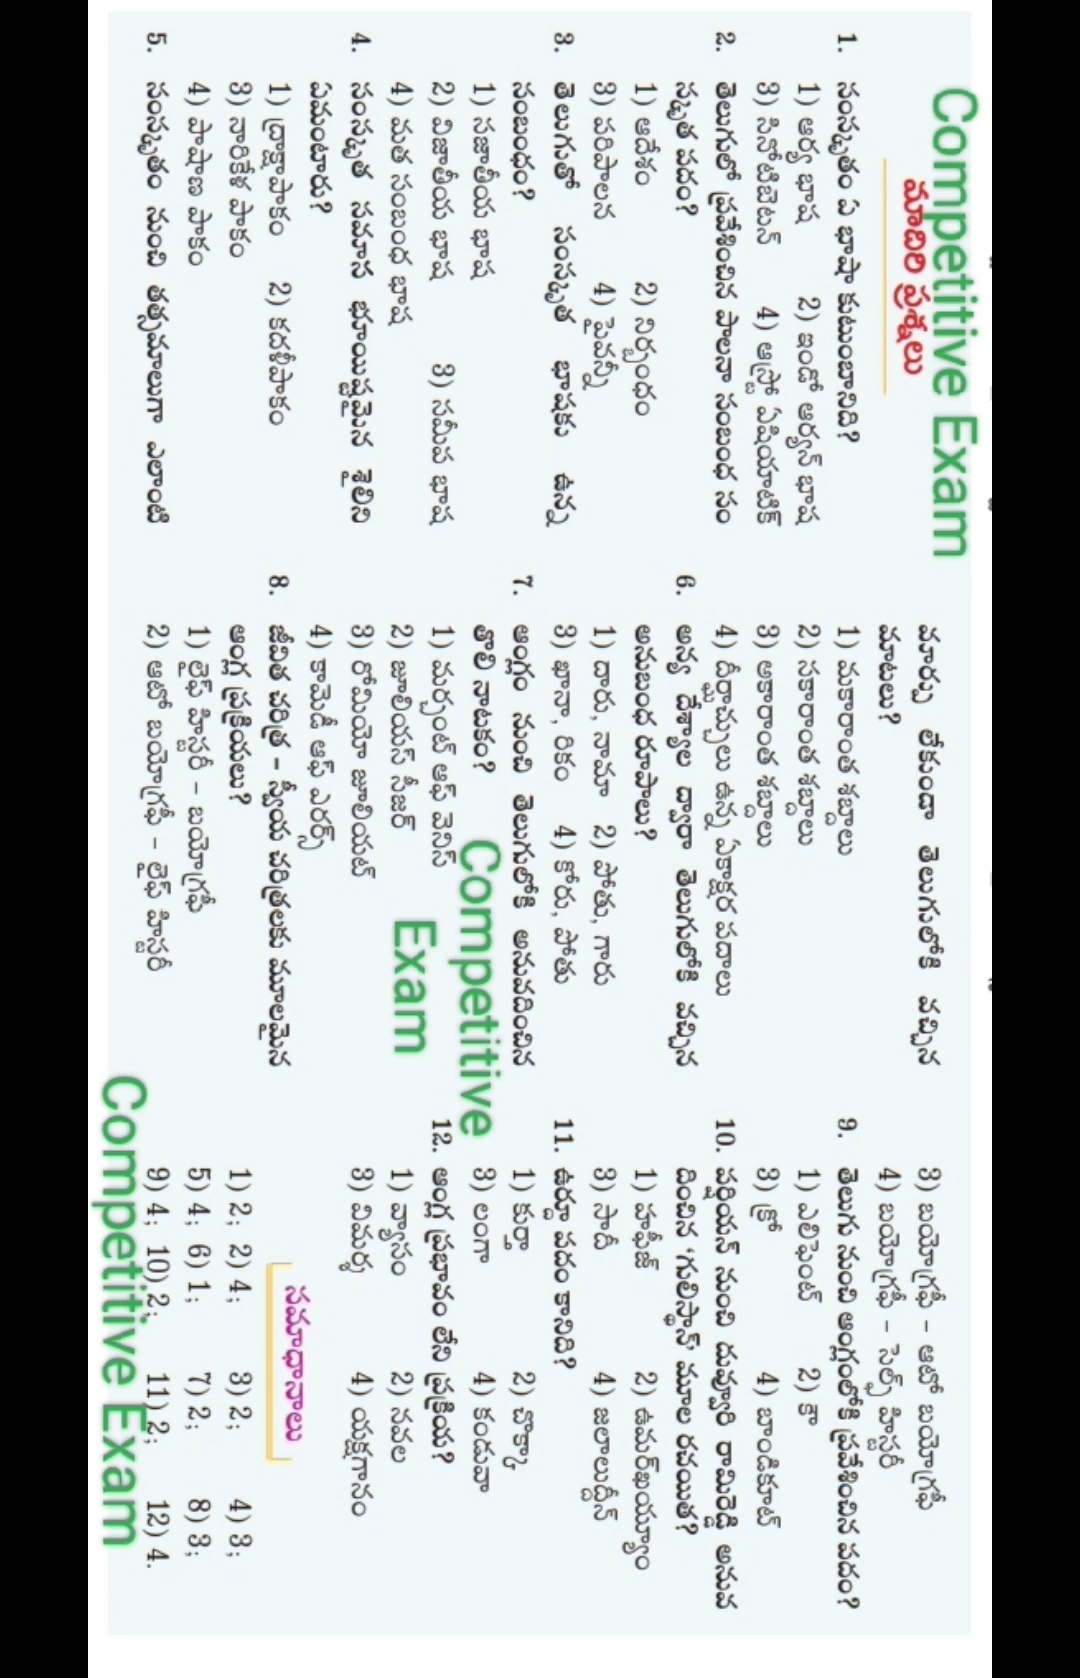 Competitive Exam
మాదిరి ప్రశ్నలు
1. సంస్కృతం ఏ భాషా కుటుంబానిది?
1) ఆర్య భాష 2) ఇండో ఆర్యన్ భాష
3) సినోటిబెటన్ 4) ఆస్ట్రో ఏషియాటిక్
2. తెలుగులో ప్రవేశించిన పాలనా సంబంధ సం
స్కృత పదం?
1) ఆదేశం 2) నిర్బంధం
3) పరిపాలన 4) పైవన్నీ
3. తెలుగుతో సంస్కృత భాషకు ఉన్న
సంబంధం?
1) సజాతీయ భాష
2) విజాతీయ భాష 3) సమీప భాష
4) మత సంబంధ భాష
4. సంస్కృత సమాస భూయిష్ఠమైన శైలిని
ఏమంటారు?
1) ద్రాక్షాపాకం 2) కదళీపాకం
3) నారికేళ పాకం
4) పాషాణ పాకం
5. సంస్కృతం నుంచి తత్సమాలుగా ఎలాంటి
మార్పు లేకుండా తెలుగులోకి వచ్చిన
మాటలు?
1) మకారాంత శబ్దాలు
2) నకారాంత శబ్దాలు
3) ఆకారాంత శబ్దాలు
4) దీర్ఘాచ్చులు ఉన్న ఏకాక్షర పదాలు
6. అన్య దేశ్యాల ద్వారా తెలుగులోకి వచ్చిన
అనుబంధ రూపాలు?
1) దారు, నామా 2) పోతు, గారు
3) ఖానా, రికం 4) కోరు, పోతు
7. ఆంగ్లం నుంచి తెలుగులోకి అనువదించిన
తొలి నాటకం?
1) మర్చంట్ ఆఫ్ వెనిస్
2) జూలియస్ సీజర్
3) రోమియో జూలియట్
4) కామెడీ ఆఫ్ ఎరర్స్
Competitive
Exam
8. జీవిత చరిత్ర – స్వీయ చరిత్రలకు మూలమైన
ఆంగ్ల ప్రక్రియలు?
1) లైఫ్ హిస్టరీ – బయోగ్రఫీ
2) ఆటో బయోగ్రఫీ – లైఫ్ హిస్టరీ
3) బయోగ్రఫీ – ఆటో బయోగ్రఫీ
4) బయోగ్రఫీ – సెల్ఫ్ హిస్టరీ
9. తెలుగు నుంచి ఆంగ్లంలోకి ప్రవేశించిన పదం?
1) ఎలిఫెంట్ 2) కా
3) క్రో 4) బాండికూట్
10. పర్షియన్ నుంచి దువ్వూరి రామిరెడ్డి అనువ
దించిన 'గులిస్థాన్' మూల రచయిత?
1) హఫీజ్ 2) ఉమర్‌ఖయ్యాం
3) సాదీ 4) జలాలుద్దీన్
11. ఉర్దూ పదం కానిది?
1) కుర్తా 2) చొక్కా
3) లంగా 4) కండువా
12. ఆంగ్ల ప్రభావం లేని ప్రక్రియ?
1) వ్యాసం 2) నవల
3) విమర్శ 4) యక్షగానం
సమాధానాలు
1) 2; 2) 4; 3) 2; 4) 3;
5) 4; 6) 1; 7) 2; 8) 3;
9) 4; 10) 2; 11) 2; 12) 4.
Competitive Exam